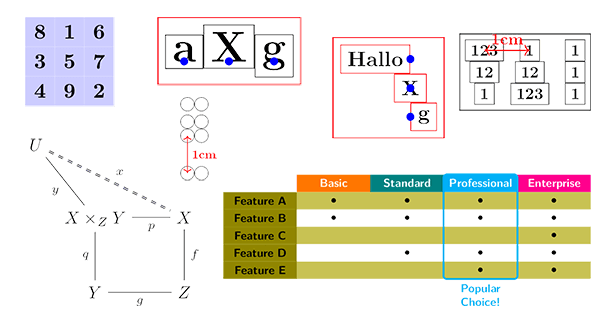 8 1 6
3 5 7
4 9 2
a X g
Hallo
X
g
1cm
123 1 1
12 12 1
1 123 1
1cm
U
x
y
X ×Z Y p X
q f
Y g Z
Basic Standard Professional Enterprise
Feature A • • • •
Feature B • • • •
Feature C •
Feature D • • •
Feature E • •
Popular
Choice!